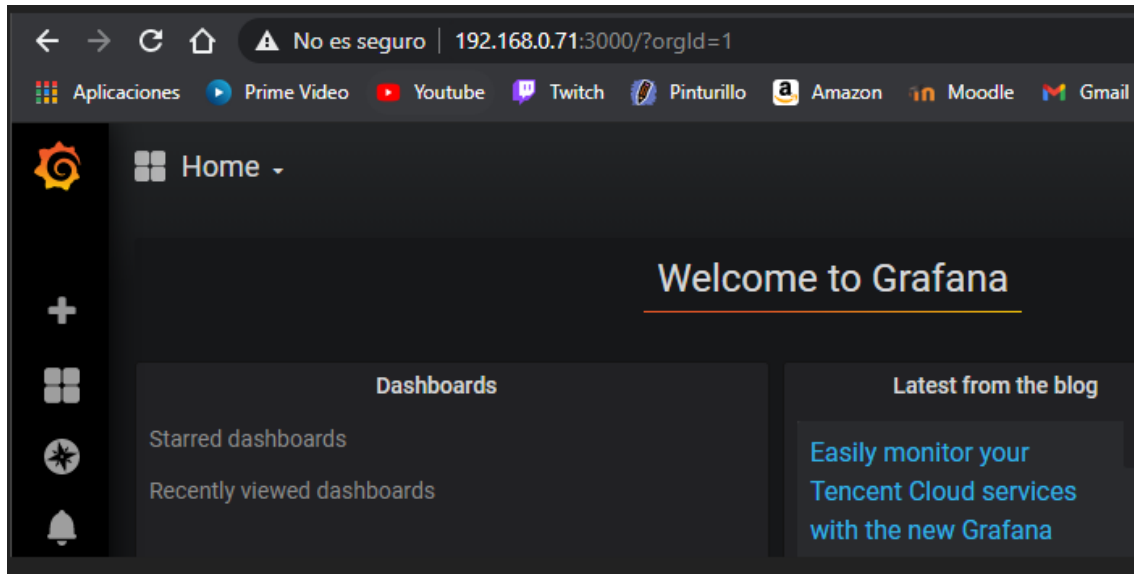 No es seguro | 192.168.0.71:3000/?orgId=1
Aplicaciones Prime Video Youtube Twitch Pinturillo Amazon Moodle Gmail
Home
Welcome to Grafana
Dashboards
Starred dashboards
Recently viewed dashboards
Latest from the blog
Easily monitor your
Tencent Cloud services
with the new Grafana